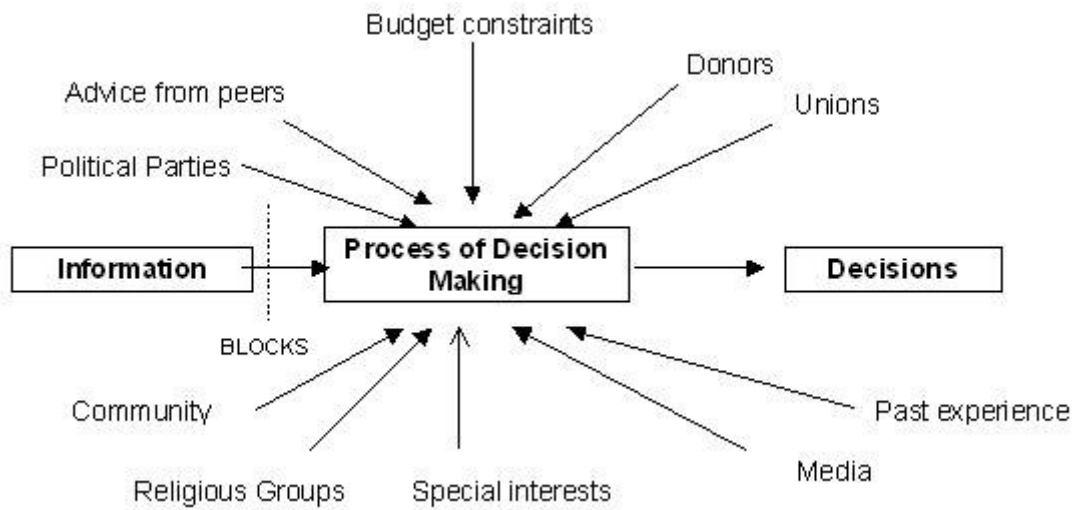 Budget constraints
Donors
Advice from peers
Unions
Political Parties
Information
Process of Decision
Making
Decisions
BLOCKS
Community
Past experience
Media
Religious Groups
Special interests